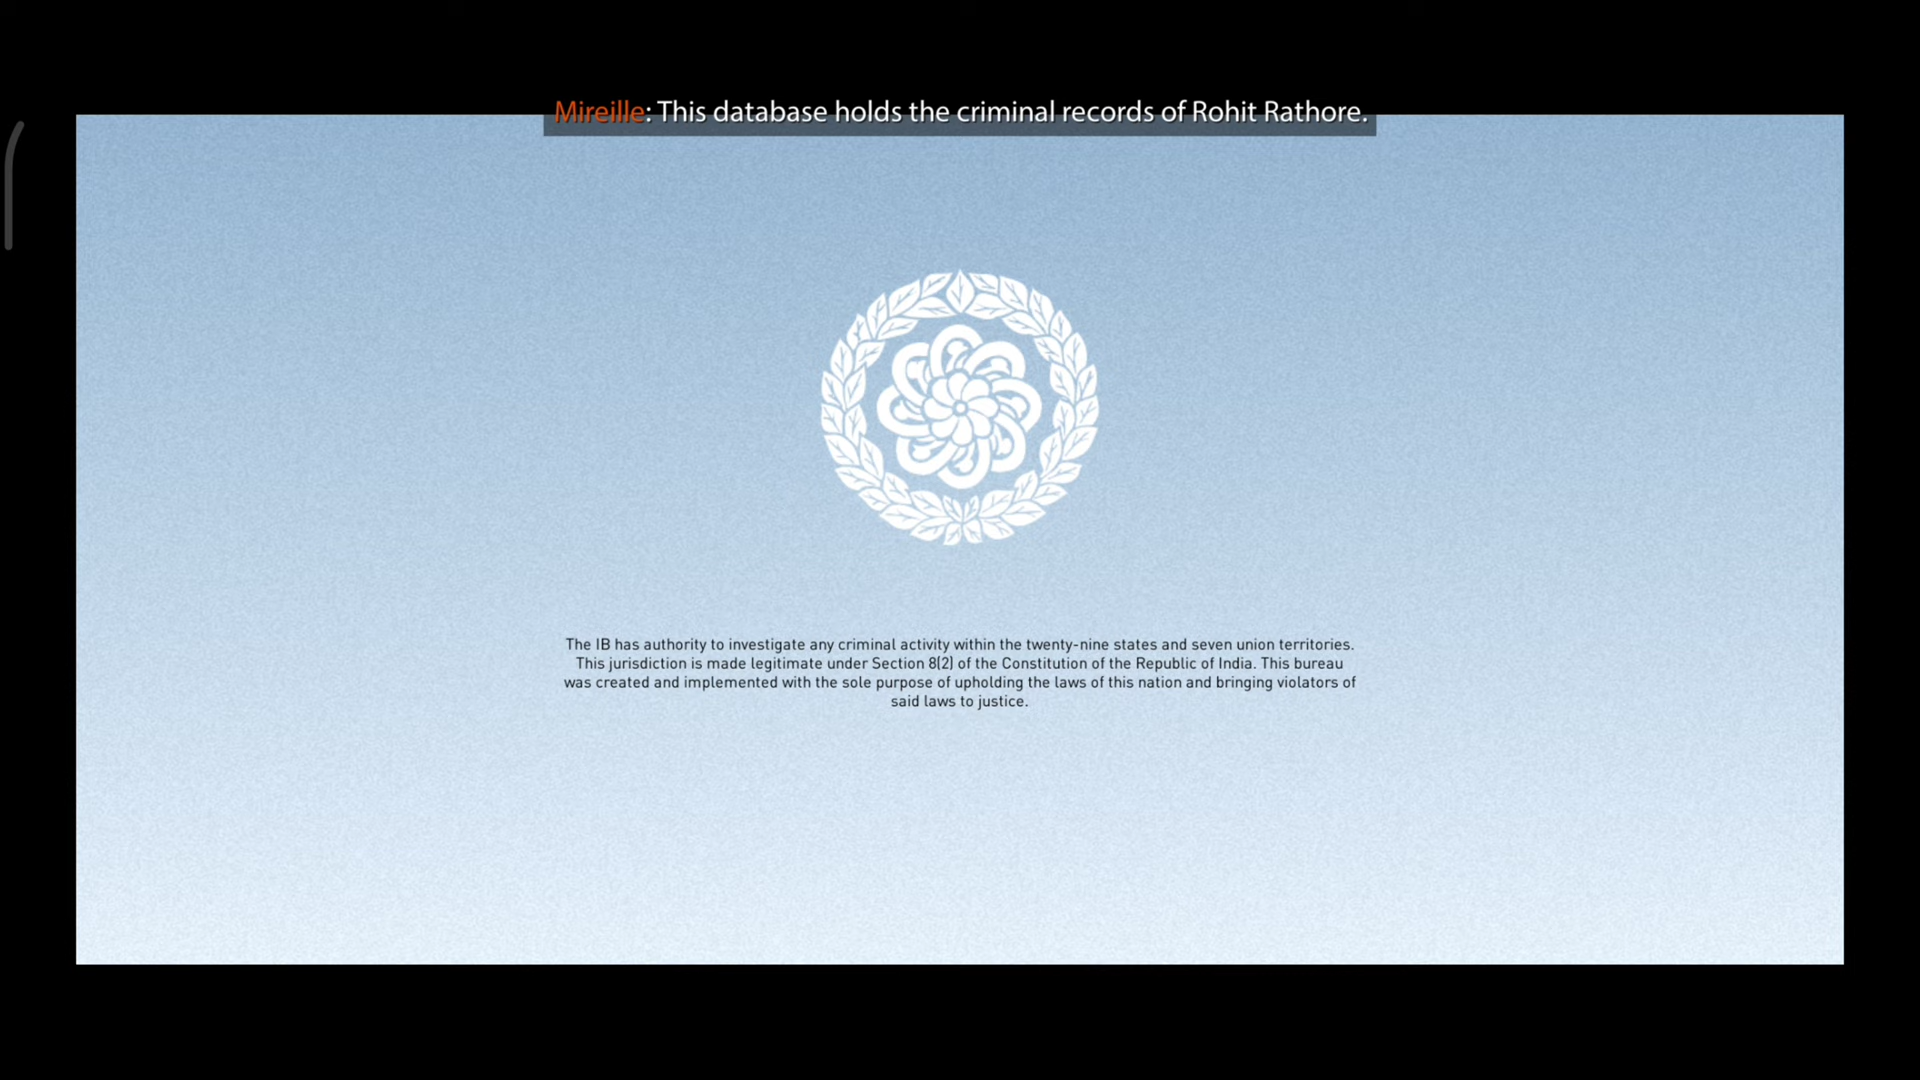 Mireille: This database holds the criminal records of Rohit Rathore.
The IB has authority to investigate any criminal activity within the twenty-nine states and seven union territories.
This jurisdiction is made legitimate under Section 8(2) of the Constitution of the Republic of India. This bureau
was created and implemented with the sole purpose of upholding the laws of this nation and bringing violators of
said laws to justice.